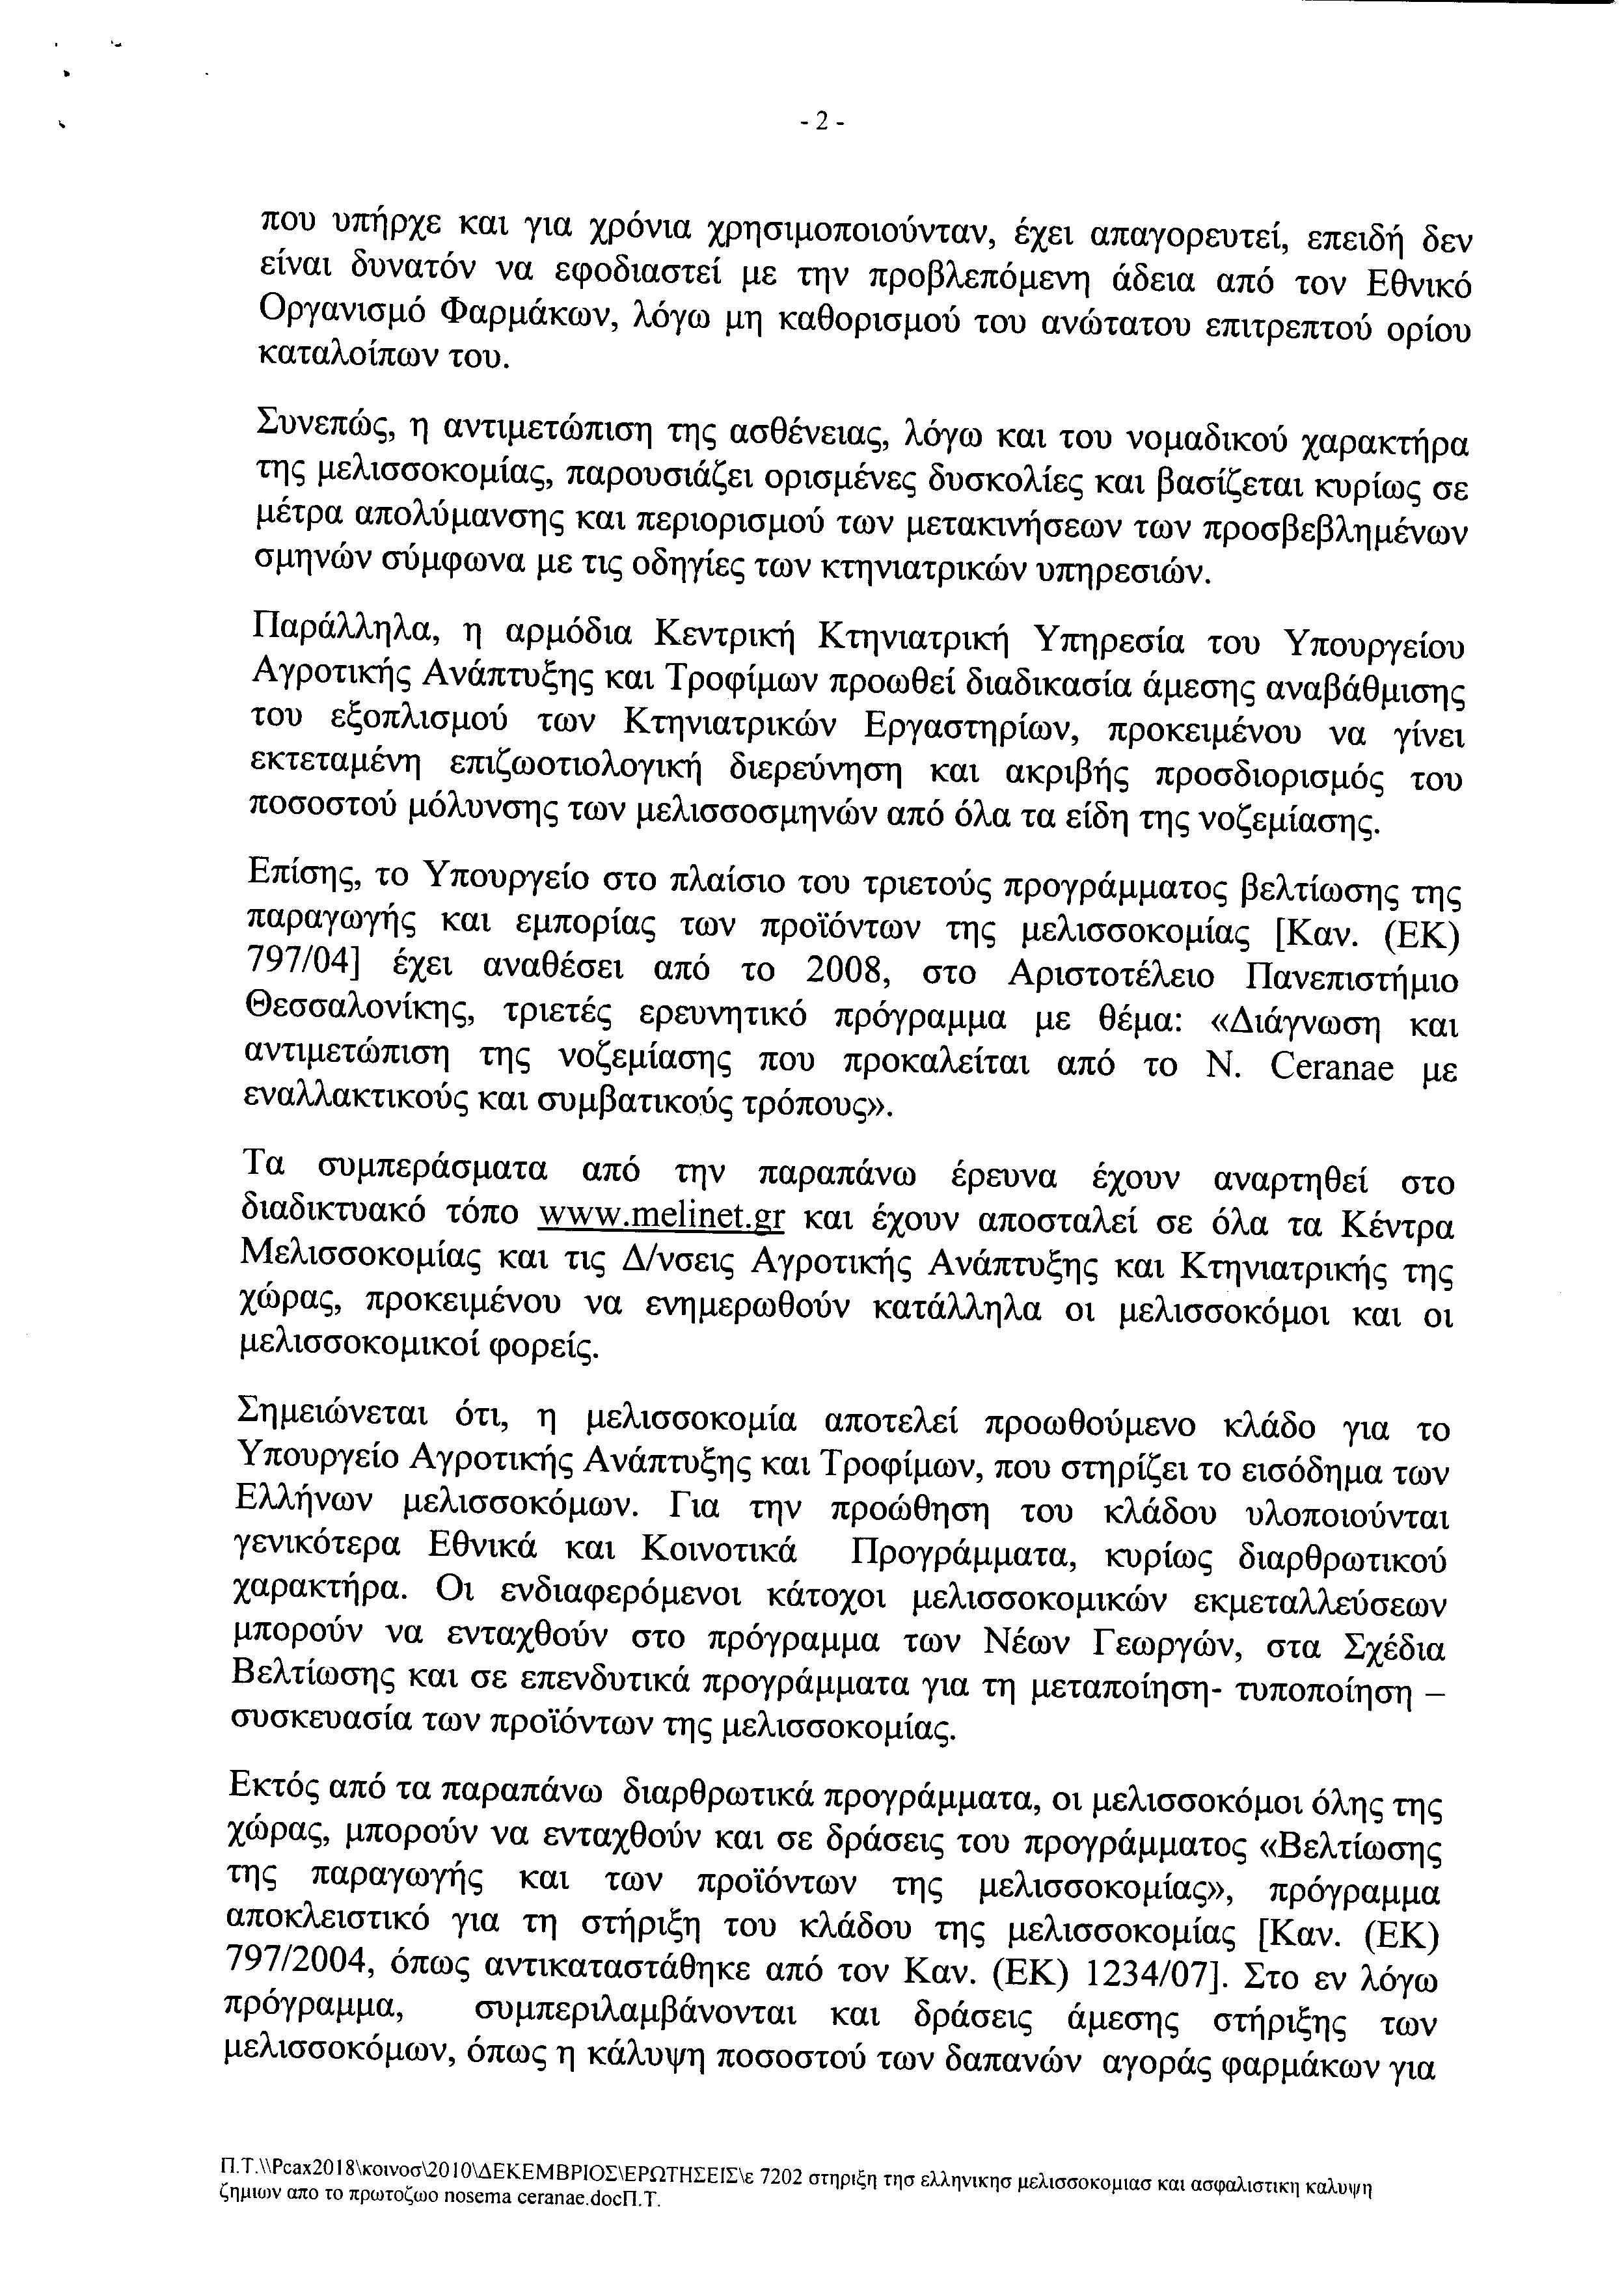 - 2 -
που υπήρχε και για χρόνια χρησιμοποιούνταν, έχει απαγορευτεί, επειδή δεν
είναι δυνατόν να εφοδιαστεί με την προβλεπόμενη άδεια από τον Εθνικό
Οργανισμό Φαρμάκων, λόγω μη καθορισμού του ανώτατου επιτρεπτού ορίου
καταλοίπων του.
Συνεπώς, η αντιμετώπιση της ασθένειας, λόγω και του νομαδικού χαρακτήρα
της μελισσοκομίας, παρουσιάζει ορισμένες δυσκολίες και βασίζεται κυρίως σε
μέτρα απολύμανσης και περιορισμού των μετακινήσεων των προσβεβλημένων
σμηνών σύμφωνα με τις οδηγίες των κτηνιατρικών υπηρεσιών.
Παράλληλα, η αρμόδια Κεντρική Κτηνιατρική Υπηρεσία του Υπουργείου
Αγροτικής Ανάπτυξης και Τροφίμων προωθεί διαδικασία άμεσης αναβάθμισης
του εξοπλισμού των Κτηνιατρικών Εργαστηρίων, προκειμένου να γίνει
εκτεταμένη επιζωοτιολογική διερεύνηση και ακριβής προσδιορισμός του
ποσοστού μόλυνσης των μελισσοσμηνών από όλα τα είδη της νοζεμίασης.
Επίσης, το Υπουργείο στο πλαίσιο του τριετούς προγράμματος βελτίωσης της
παραγωγής και εμπορίας των προϊόντων της μελισσοκομίας [Καν. (ΕΚ)
797/04] έχει αναθέσει από το 2008, στο Αριστοτέλειο Πανεπιστήμιο
Θεσσαλονίκης, τριετές ερευνητικό πρόγραμμα με θέμα: «Διάγνωση και
αντιμετώπιση της νοζεμίασης που προκαλείται από το N. Ceranae με
εναλλακτικούς και συμβατικούς τρόπους».
Τα συμπεράσματα από την παραπάνω έρευνα έχουν αναρτηθεί στο
διαδικτυακό τόπο www.melinet.gr και έχουν αποσταλεί σε όλα τα Κέντρα
Μελισσοκομίας και τις Δ/νσεις Αγροτικής Ανάπτυξης και Κτηνιατρικής της
χώρας, προκειμένου να ενημερωθούν κατάλληλα οι μελισσοκόμοι και οι
μελισσοκομικοί φορείς.
Σημειώνεται ότι, η μελισσοκομία αποτελεί προωθούμενο κλάδο για το
Υπουργείο Αγροτικής Ανάπτυξης και Τροφίμων, που στηρίζει το εισόδημα των
Ελλήνων μελισσοκόμων. Για την προώθηση του κλάδου υλοποιούνται
γενικότερα Εθνικά και Κοινοτικά Προγράμματα, κυρίως διαρθρωτικού
χαρακτήρα. Οι ενδιαφερόμενοι κάτοχοι μελισσοκομικών εκμεταλλεύσεων
μπορούν να ενταχθούν στο πρόγραμμα των Νέων Γεωργών, στα Σχέδια
Βελτίωσης και σε επενδυτικά προγράμματα για τη μεταποίηση- τυποποίηση –
συσκευασία των προϊόντων της μελισσοκομίας.
Εκτός από τα παραπάνω διαρθρωτικά προγράμματα, οι μελισσοκόμοι όλης της
χώρας, μπορούν να ενταχθούν και σε δράσεις του προγράμματος «Βελτίωσης
της παραγωγής και των προϊόντων της μελισσοκομίας», πρόγραμμα
αποκλειστικό για τη στήριξη του κλάδου της μελισσοκομίας [Καν. (ΕΚ)
797/2004, όπως αντικαταστάθηκε από τον Καν. (ΕΚ) 1234/07]. Στο εν λόγω
πρόγραμμα, συμπεριλαμβάνονται και δράσεις άμεσης στήριξης των
μελισσοκόμων, όπως η κάλυψη ποσοστού των δαπανών αγοράς φαρμάκων για
Π.Τ.\\Pcax2018\κοινοσ\2010\ΔΕΚΕΜΒΡΙΟΣ\ΕΡΩΤΗΣΕΙΣ\ε 7202 στηριξη τησ ελληνικησ μελισσοκομιασ και ασφαλιστικη καλυψη
ζημιων απο το πρωτοζωο nosema ceranae.docΠ.Τ.